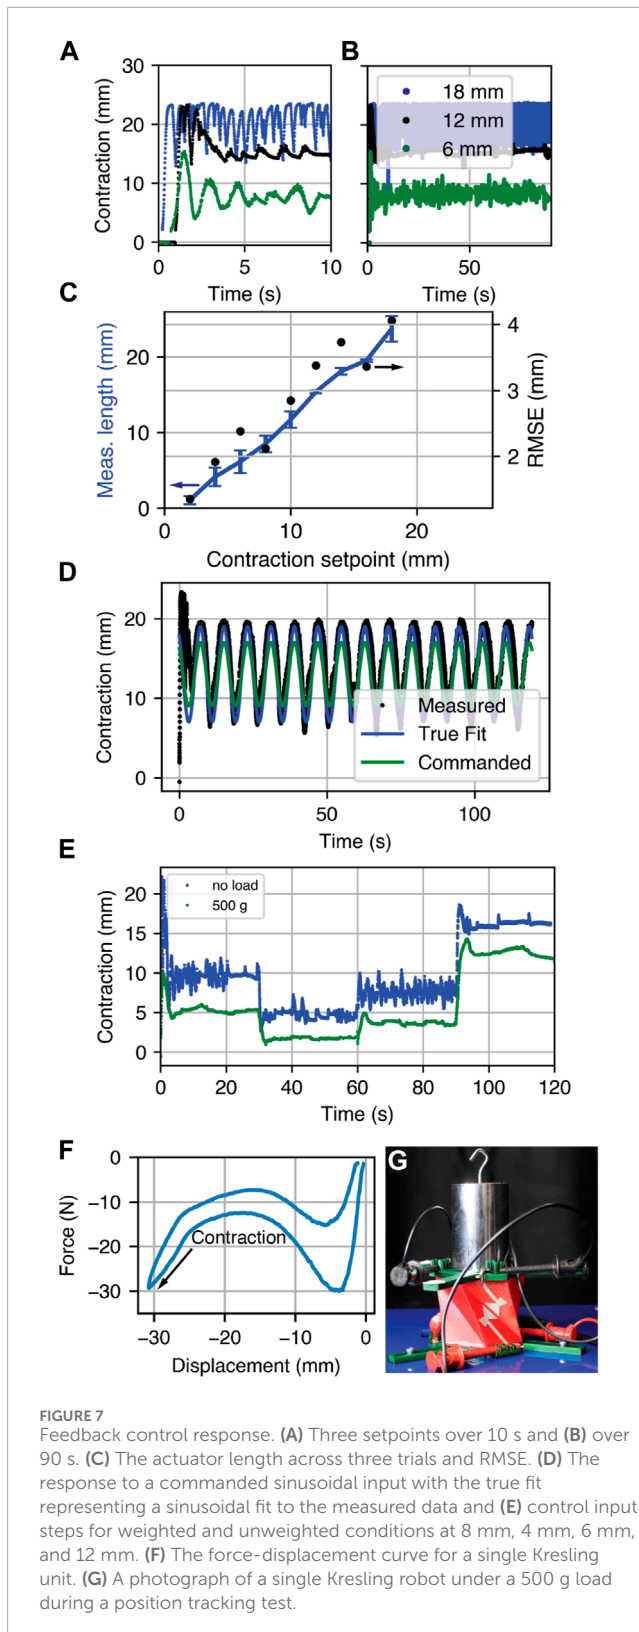 A
B
30
20
10
0
Contraction (mm)
0
5
10
Time (s)
18 mm
12 mm
6 mm
0
50
Time (s)
C
Meas. length (mm)
20
10
0
4
3
2
RMSE (mm)
0
10
20
Contraction setpoint (mm)
D
Contraction (mm)
20
10
0
Measured
True Fit
Commanded
0
50
100
Time (s)
E
Contraction (mm)
20
15
10
5
0
no load
500 g
0
20
40
60
80
100
120
Time (s)
F
Force (N)
0
−10
−20
−30
Contraction
−30
−20
−10
0
Displacement (mm)
G
FIGURE 7
Feedback control response. (A) Three setpoints over 10 s and (B) over
90 s. (C) The actuator length across three trials and RMSE. (D) The
response to a commanded sinusoidal input with the true fit
representing a sinusoidal fit to the measured data and (E) control input
steps for weighted and unweighted conditions at 8 mm, 4 mm, 6 mm,
and 12 mm. (F) The force-displacement curve for a single Kresling
unit. (G) A photograph of a single Kresling robot under a 500 g load
during a position tracking test.